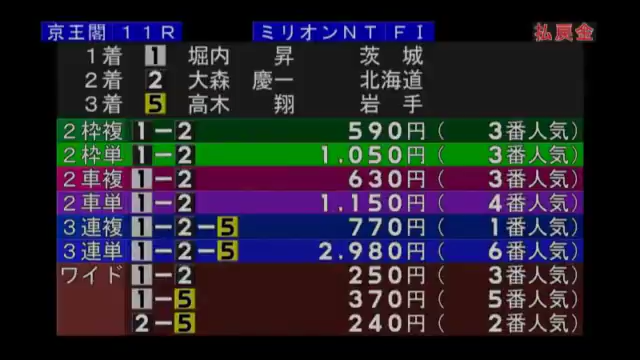 京王閣 11R ミリオンNT FⅠ 払戻金
1着 1 堀内 昇 茨城
2着 2 大森 慶一 北海道
3着 5 高木 翔 岩手
2枠複 1-2 590円( 3番人気)
2枠単 1-2 1.050円( 3番人気)
2車複 1-2 630円( 3番人気)
2車単 1-2 1.150円( 4番人気)
3連複 1-2-5 770円( 1番人気)
3連単 1-2-5 2.980円( 6番人気)
ワイド 1-2 250円( 3番人気)
1-5 370円( 5番人気)
2-5 240円( 2番人気)